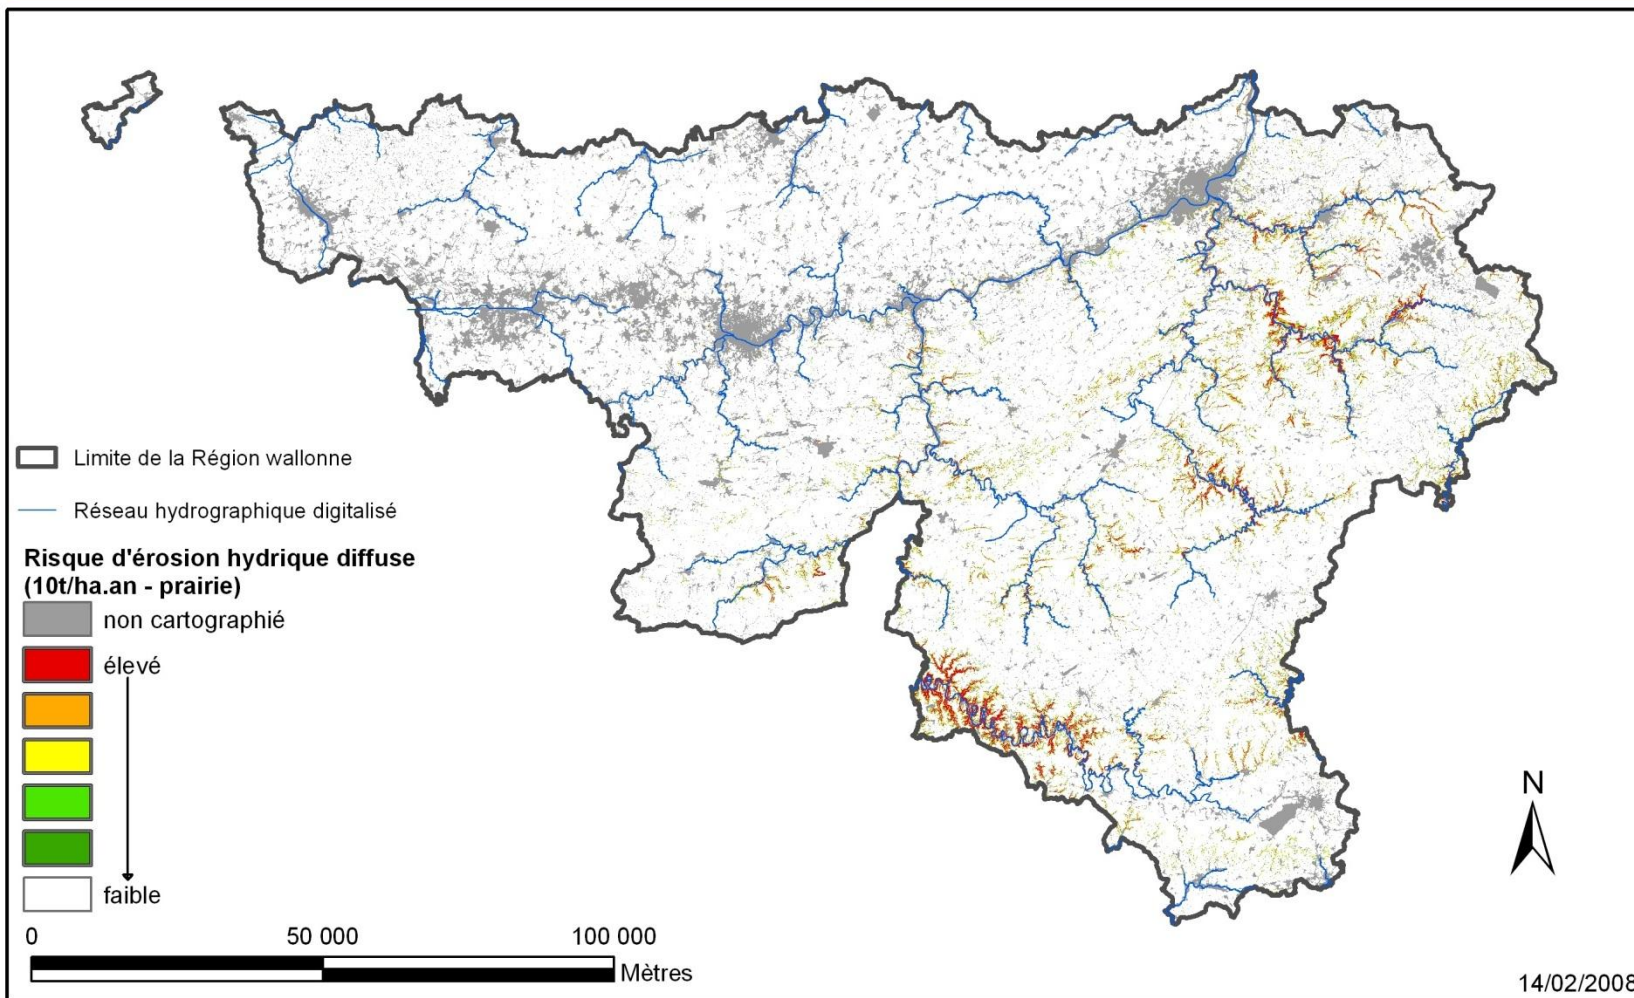 Limite de la Région wallonne
Réseau hydrographique digitalisé
Risque d'érosion hydrique diffuse
(10t/ha.an - prairie)
non cartographié
élevé
faible
0 50 000 100 000
Mètres
N
14/02/2008